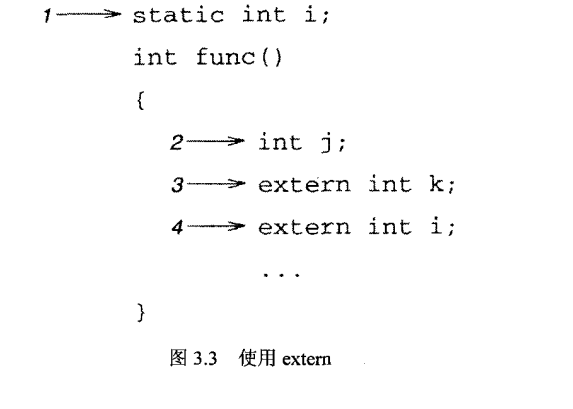 1 static int i;
int func()
{
2 int j;
3 extern int k;
4 extern int i;
...
}
图 3.3 使用 extern